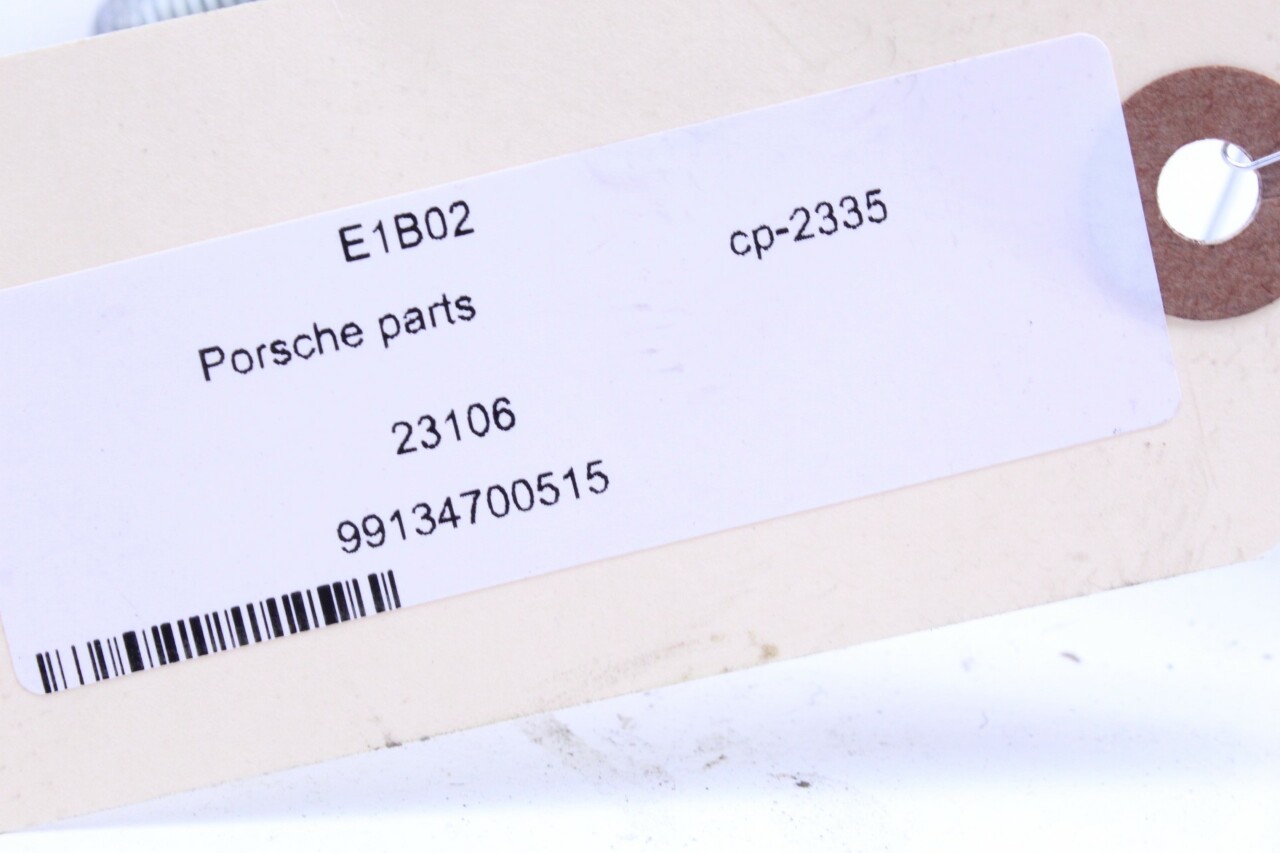 E1B02
cp-2335
Porsche parts
23106
99134700515